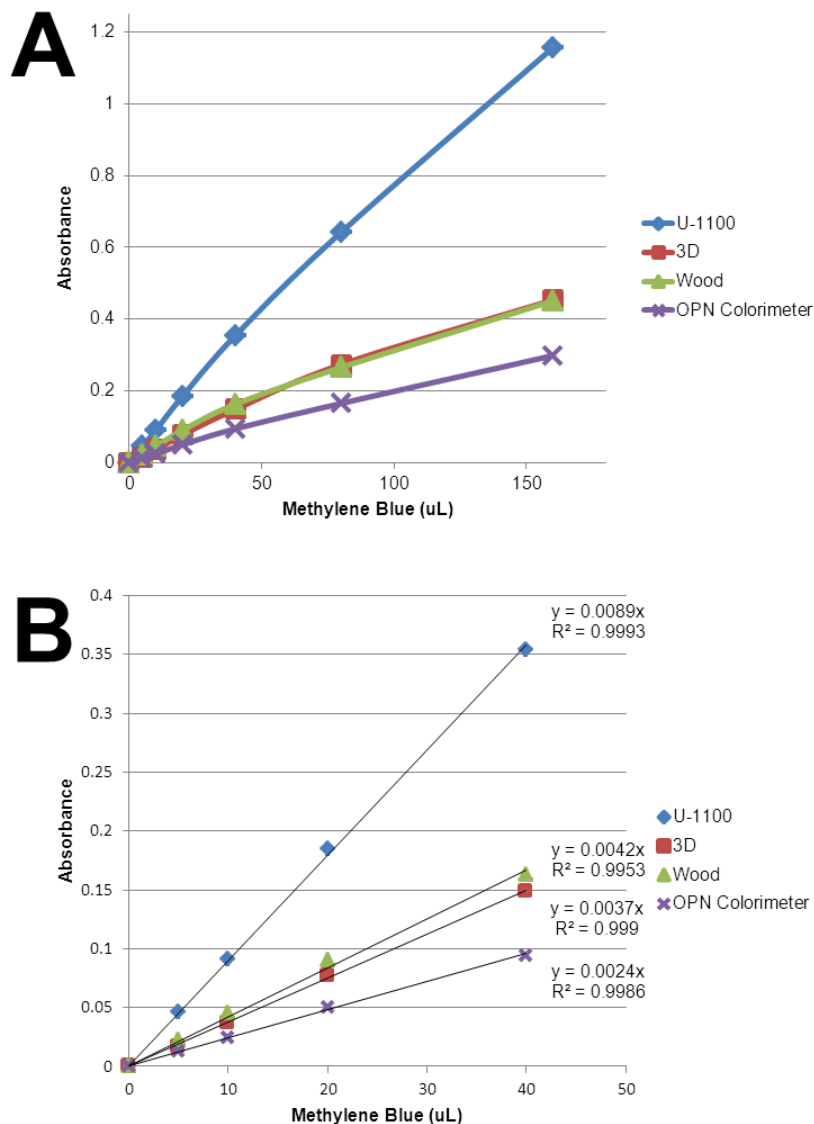 A
1.2
1
0.8
0.6
0.4
0.2
0
Absorbance
0 50 100 150
Methylene Blue (uL)
U-1100
3D
Wood
OPN Colorimeter
B
0.4
0.35
0.3
0.25
0.2
0.15
0.1
0.05
0
Absorbance
0 10 20 30 40 50
Methylene Blue (uL)
y = 0.0089x
R² = 0.9993
y = 0.0042x
R² = 0.9953
y = 0.0037x
R² = 0.999
y = 0.0024x
R² = 0.9986
U-1100
3D
Wood
OPN Colorimeter